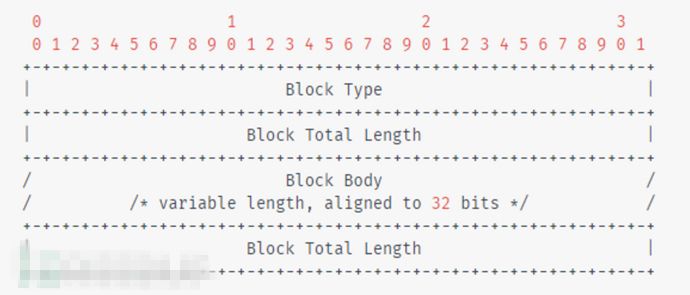 0                   1                   2                   3
0 1 2 3 4 5 6 7 8 9 0 1 2 3 4 5 6 7 8 9 0 1 2 3 4 5 6 7 8 9 0 1
+-+-+-+-+-+-+-+-+-+-+-+-+-+-+-+-+-+-+-+-+-+-+-+-+-+-+-+-+-+-+-+-+
|                          Block Type                           |
+-+-+-+-+-+-+-+-+-+-+-+-+-+-+-+-+-+-+-+-+-+-+-+-+-+-+-+-+-+-+-+-+
|                      Block Total Length                       |
+-+-+-+-+-+-+-+-+-+-+-+-+-+-+-+-+-+-+-+-+-+-+-+-+-+-+-+-+-+-+-+-+
/                          Block Body                           /
/          /* variable length, aligned to 32 bits */            /
+-+-+-+-+-+-+-+-+-+-+-+-+-+-+-+-+-+-+-+-+-+-+-+-+-+-+-+-+-+-+-+-+
|                      Block Total Length                       |
-+-+-+-+-+-+-+-+-+-+-+-+-+-+-+-+-+-+-+-+-+-+-+